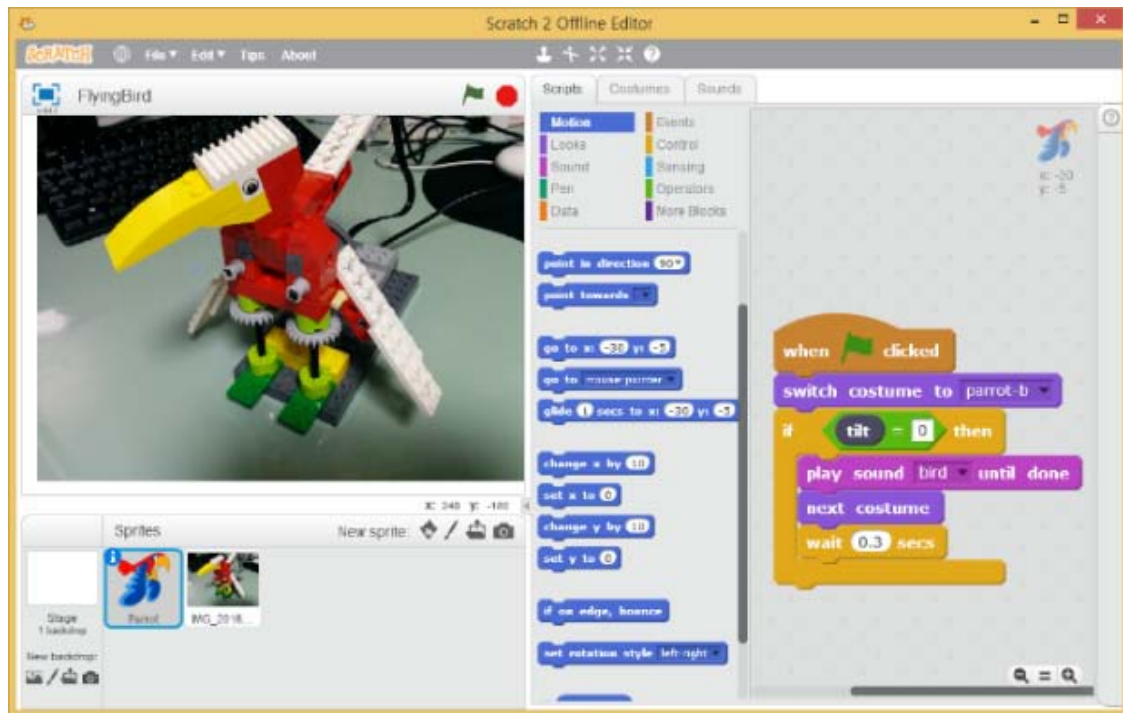 Scratch 2 Offline Editor
SCRATCH File Edit Tips About
FlyingBird
Scripts Costumes Sounds
Motion Events
Looks Control
Sound Sensing
Pen Operators
Data More Blocks
x: -20
y: -5
point in direction 90
point towards
go to x: -30 y: -5
go to mouse-pointer
glide 1 secs to x: -30 y: -5
change x by 10
set x to 0
change y by 10
set y to 0
if on edge, bounce
set rotation style left-right
when clicked
switch costume to parrot-b
if tilt = 0 then
play sound bird until done
next costume
wait 0.3 secs
x: 240 y: -180
Sprites New sprite:
Stage
1 backdrop
New backdrop:
Parrot
IMG_2016...